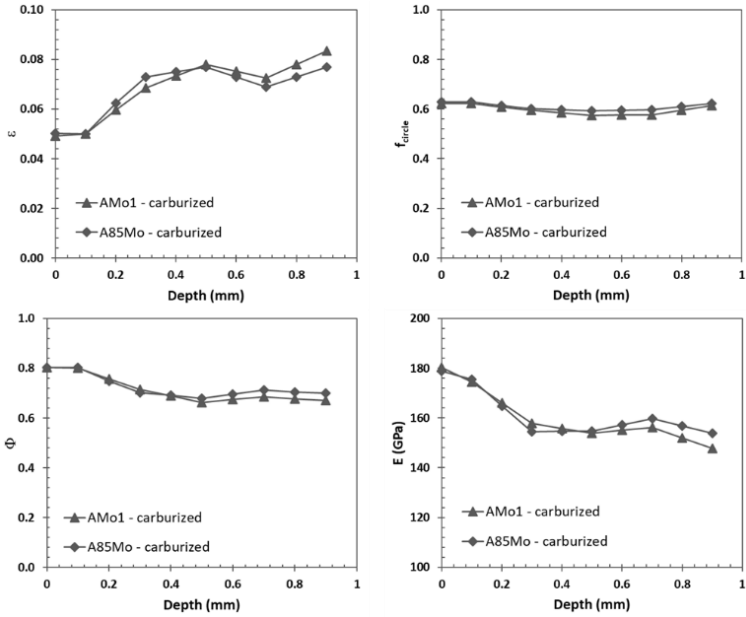 0.10
0.08
0.06
0.04
0.02
0.00
ε
AMo1 - carburized
A85Mo - carburized
0 0.2 0.4 0.6 0.8 1
Depth (mm)
1.0
0.8
0.6
0.4
0.2
0.0
fcircle
AMo1 - carburized
A85Mo - carburized
0 0.2 0.4 0.6 0.8 1
Depth (mm)
1.0
0.8
0.6
0.4
0.2
0.0
Φ
AMo1 - carburized
A85Mo - carburized
0 0.2 0.4 0.6 0.8 1
Depth (mm)
200
180
160
140
120
100
E (GPa)
AMo1 - carburized
A85Mo - carburized
0 0.2 0.4 0.6 0.8 1
Depth (mm)